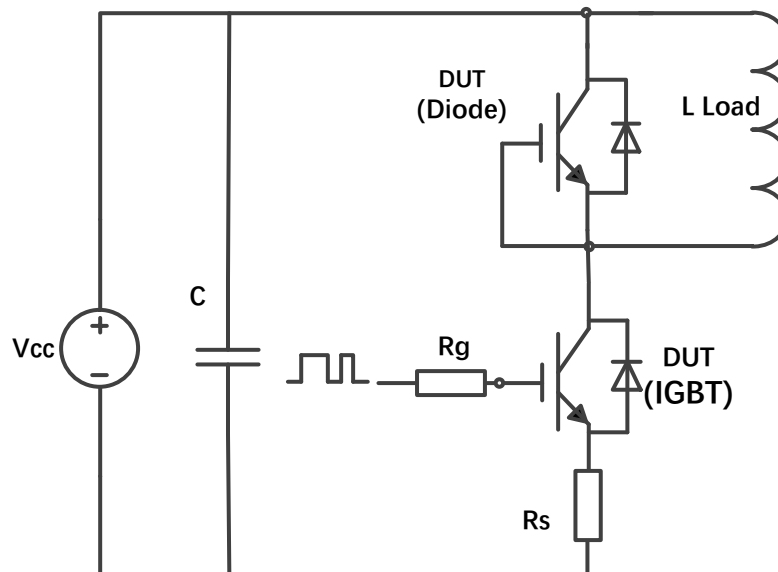 DUT
(Diode)
L Load
C
Vcc
+
−
Rg
DUT
(IGBT)
Rs